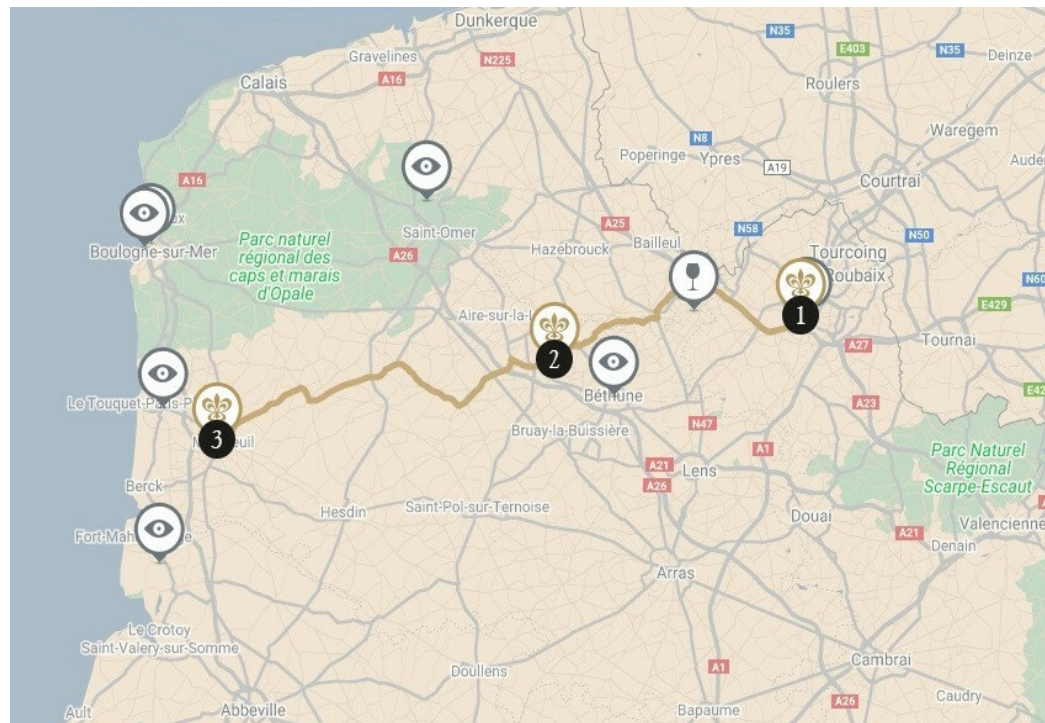 Dunkerque
N35
E403
N35
Gravelines
N225
Deinze
A16
Roulers
Calais
Waregem
N8
Poperinge
Ypres
A19
A16
Courtrai
A25
Saint-Omer
N58
N50
Boulogne-sur-Mer
Parc naturel
régional des
caps et marais
d'Opale
A26
Hazebrouck
Bailleul
Tourcoing
Roubaix
N60
E429
Aire-sur-la-L
1
2
A27
Tournai
Béthune
Le Touquet-Paris-P
A23
Bruay-la-Buissière
N47
3
A1
Parc Naturel
Régional
Scarpe-Escaut
A21
Lens
A26
Berck
Hesdin
Saint-Pol-sur-Ternoise
Douai
Valencienne
A21
Denain
Arras
Le Crotoy
Saint-Valery-sur-Somme
Cambrai
Doullens
A1
Caudry
Ault
Abbeville
Bapaume
A26